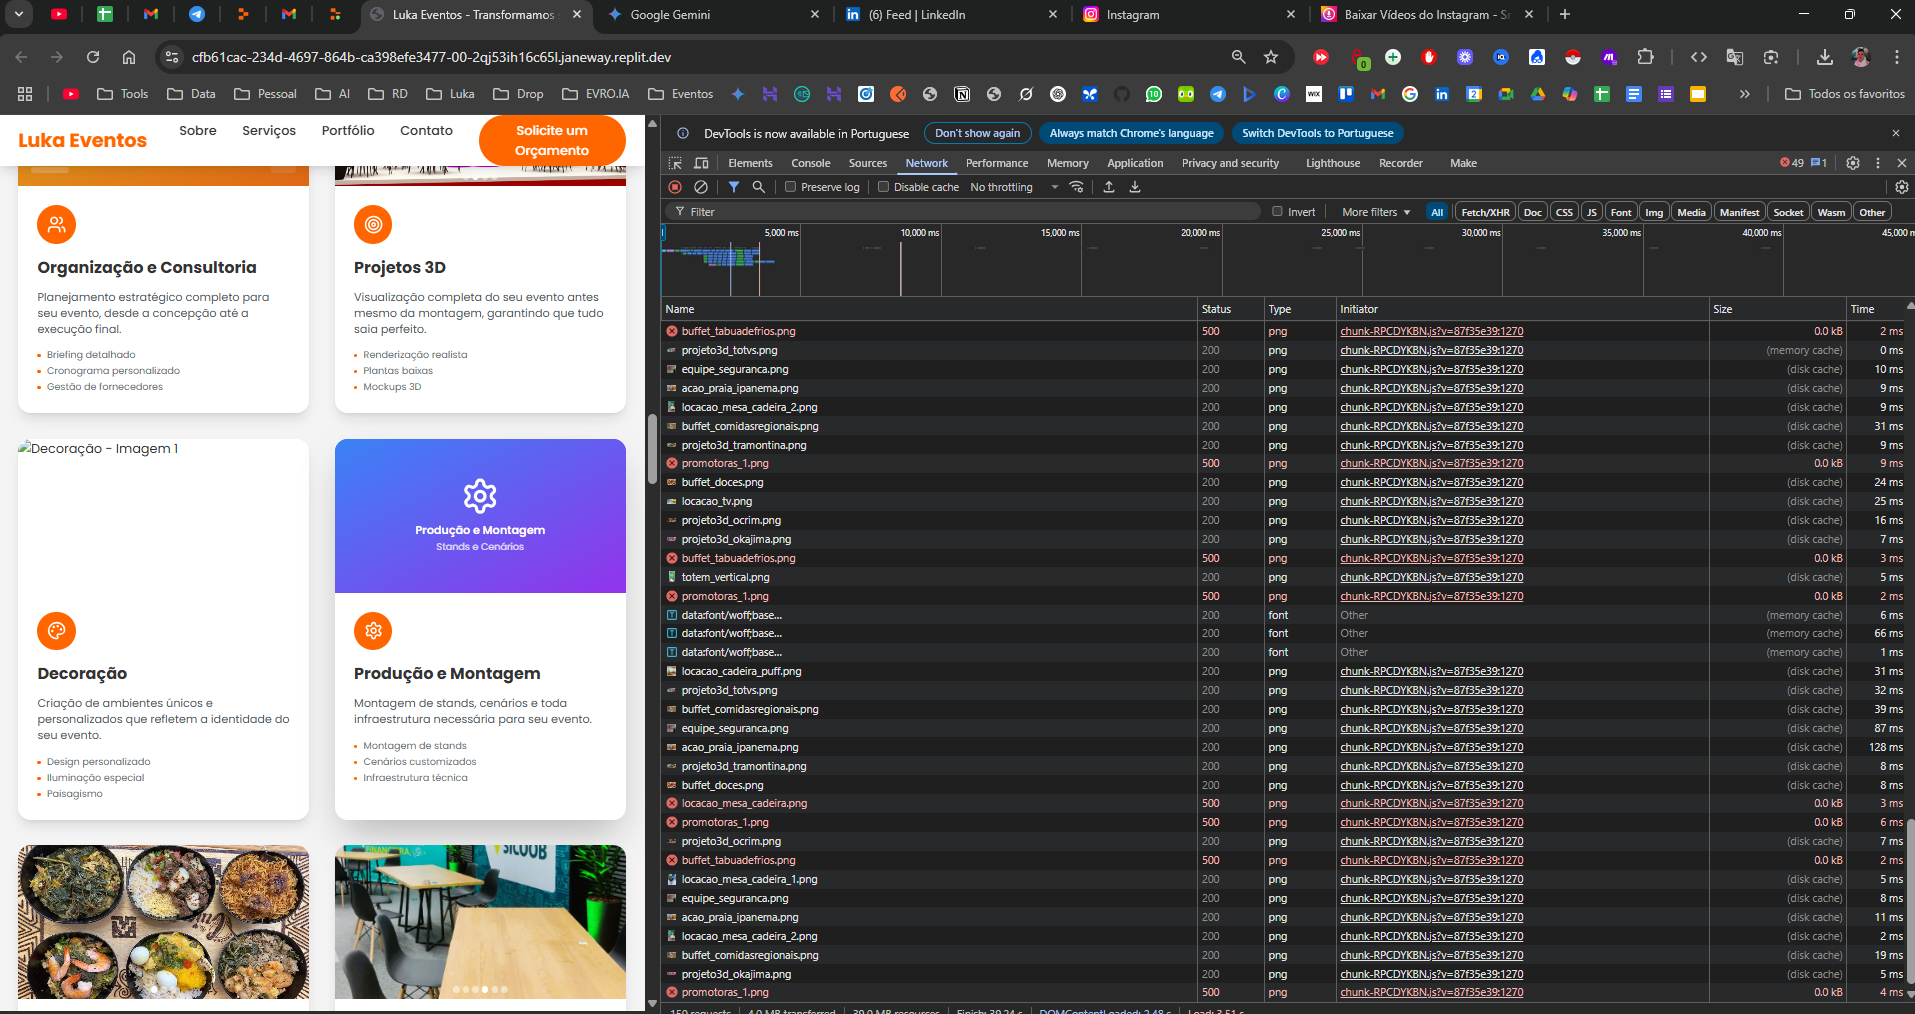 Luka Eventos - Transformamos
Google Gemini
(6) Feed | LinkedIn
Instagram
Baixar Vídeos do Instagram - S
cfb61cac-234d-4697-864b-ca398efe3477-00-2qj53ih16c65l.janeway.replit.dev
Tools
Data
Pessoal
AI
RD
Luka
Drop
EVRO.IA
Eventos
Todos os favoritos
Luka Eventos
Sobre
Serviços
Portfólio
Contato
Solicite um
Orçamento
Organização e Consultoria
Planejamento estratégico completo para
seu evento, desde a concepção até a
execução final.
Briefing detalhado
Cronograma personalizado
Gestão de fornecedores
Projetos 3D
Visualização completa do seu evento antes
mesmo da montagem, garantindo que tudo
saia perfeito.
Renderização realista
Plantas baixas
Mockups 3D
Decoração - Imagem 1
Decoração
Criação de ambientes únicos e
personalizados que refletem a identidade do
seu evento.
Design personalizado
Iluminação especial
Paisagismo
Produção e Montagem
Stands e Cenários
Produção e Montagem
Montagem de stands, cenários e toda
infraestrutura necessária para seu evento.
Montagem de stands
Cenários customizados
Infraestrutura técnica
SICOOB
DevTools is now available in Portuguese
Don't show again
Always match Chrome's language
Switch DevTools to Portuguese
Elements Console Sources Network Performance Memory Application Privacy and security Lighthouse Recorder Make
49 1
Preserve log Disable cache No throttling
Filter Invert More filters All Fetch/XHR Doc CSS JS Font Img Media Manifest Socket Wasm Other
5,000 ms 10,000 ms 15,000 ms 20,000 ms 25,000 ms 30,000 ms 35,000 ms 40,000 ms 45,000 m
Name Status Type Initiator Size Time
buffet_tabuadefrios.png 500 png chunk-RPCDYKBN.js?v=87f35e39:1270 0.0 kB 2 ms
projeto3d_totvs.png 200 png chunk-RPCDYKBN.js?v=87f35e39:1270 (memory cache) 0 ms
equipe_seguranca.png 200 png chunk-RPCDYKBN.js?v=87f35e39:1270 (disk cache) 10 ms
acao_praia_ipanema.png 200 png chunk-RPCDYKBN.js?v=87f35e39:1270 (disk cache) 9 ms
locacao_mesa_cadeira_2.png 200 png chunk-RPCDYKBN.js?v=87f35e39:1270 (disk cache) 9 ms
buffet_comidasregionais.png 200 png chunk-RPCDYKBN.js?v=87f35e39:1270 (disk cache) 31 ms
projeto3d_tramontina.png 200 png chunk-RPCDYKBN.js?v=87f35e39:1270 (disk cache) 9 ms
promotoras_1.png 500 png chunk-RPCDYKBN.js?v=87f35e39:1270 0.0 kB 9 ms
buffet_doces.png 200 png chunk-RPCDYKBN.js?v=87f35e39:1270 (disk cache) 24 ms
locacao_tv.png 200 png chunk-RPCDYKBN.js?v=87f35e39:1270 (disk cache) 25 ms
projeto3d_ocrim.png 200 png chunk-RPCDYKBN.js?v=87f35e39:1270 (disk cache) 16 ms
projeto3d_okajima.png 200 png chunk-RPCDYKBN.js?v=87f35e39:1270 (disk cache) 7 ms
buffet_tabuadefrios.png 500 png chunk-RPCDYKBN.js?v=87f35e39:1270 0.0 kB 3 ms
totem_vertical.png 200 png chunk-RPCDYKBN.js?v=87f35e39:1270 (disk cache) 5 ms
promotoras_1.png 500 png chunk-RPCDYKBN.js?v=87f35e39:1270 0.0 kB 2 ms
data:font/woff;base... 200 font Other (memory cache) 6 ms
data:font/woff;base... 200 font Other (memory cache) 66 ms
data:font/woff;base... 200 font Other (memory cache) 1 ms
locacao_cadeira_puff.png 200 png chunk-RPCDYKBN.js?v=87f35e39:1270 (disk cache) 31 ms
projeto3d_totvs.png 200 png chunk-RPCDYKBN.js?v=87f35e39:1270 (disk cache) 32 ms
buffet_comidasregionais.png 200 png chunk-RPCDYKBN.js?v=87f35e39:1270 (disk cache) 39 ms
equipe_seguranca.png 200 png chunk-RPCDYKBN.js?v=87f35e39:1270 (disk cache) 87 ms
acao_praia_ipanema.png 200 png chunk-RPCDYKBN.js?v=87f35e39:1270 (disk cache) 128 ms
projeto3d_tramontina.png 200 png chunk-RPCDYKBN.js?v=87f35e39:1270 (disk cache) 8 ms
buffet_doces.png 200 png chunk-RPCDYKBN.js?v=87f35e39:1270 (disk cache) 8 ms
locacao_mesa_cadeira.png 500 png chunk-RPCDYKBN.js?v=87f35e39:1270 0.0 kB 3 ms
promotoras_1.png 500 png chunk-RPCDYKBN.js?v=87f35e39:1270 0.0 kB 6 ms
projeto3d_ocrim.png 200 png chunk-RPCDYKBN.js?v=87f35e39:1270 (disk cache) 7 ms
buffet_tabuadefrios.png 500 png chunk-RPCDYKBN.js?v=87f35e39:1270 0.0 kB 2 ms
locacao_mesa_cadeira_1.png 200 png chunk-RPCDYKBN.js?v=87f35e39:1270 (disk cache) 5 ms
equipe_seguranca.png 200 png chunk-RPCDYKBN.js?v=87f35e39:1270 (disk cache) 8 ms
acao_praia_ipanema.png 200 png chunk-RPCDYKBN.js?v=87f35e39:1270 (disk cache) 11 ms
locacao_mesa_cadeira_2.png 200 png chunk-RPCDYKBN.js?v=87f35e39:1270 (disk cache) 2 ms
buffet_comidasregionais.png 200 png chunk-RPCDYKBN.js?v=87f35e39:1270 (disk cache) 19 ms
projeto3d_okajima.png 200 png chunk-RPCDYKBN.js?v=87f35e39:1270 (disk cache) 5 ms
promotoras_1.png 500 png chunk-RPCDYKBN.js?v=87f35e39:1270 0.0 kB 4 ms
150 requests 4.0 MB transferred 39.0 MB resources Finish: 39.24 s DOMContentLoaded: 2.48 s Load: 3.51 s